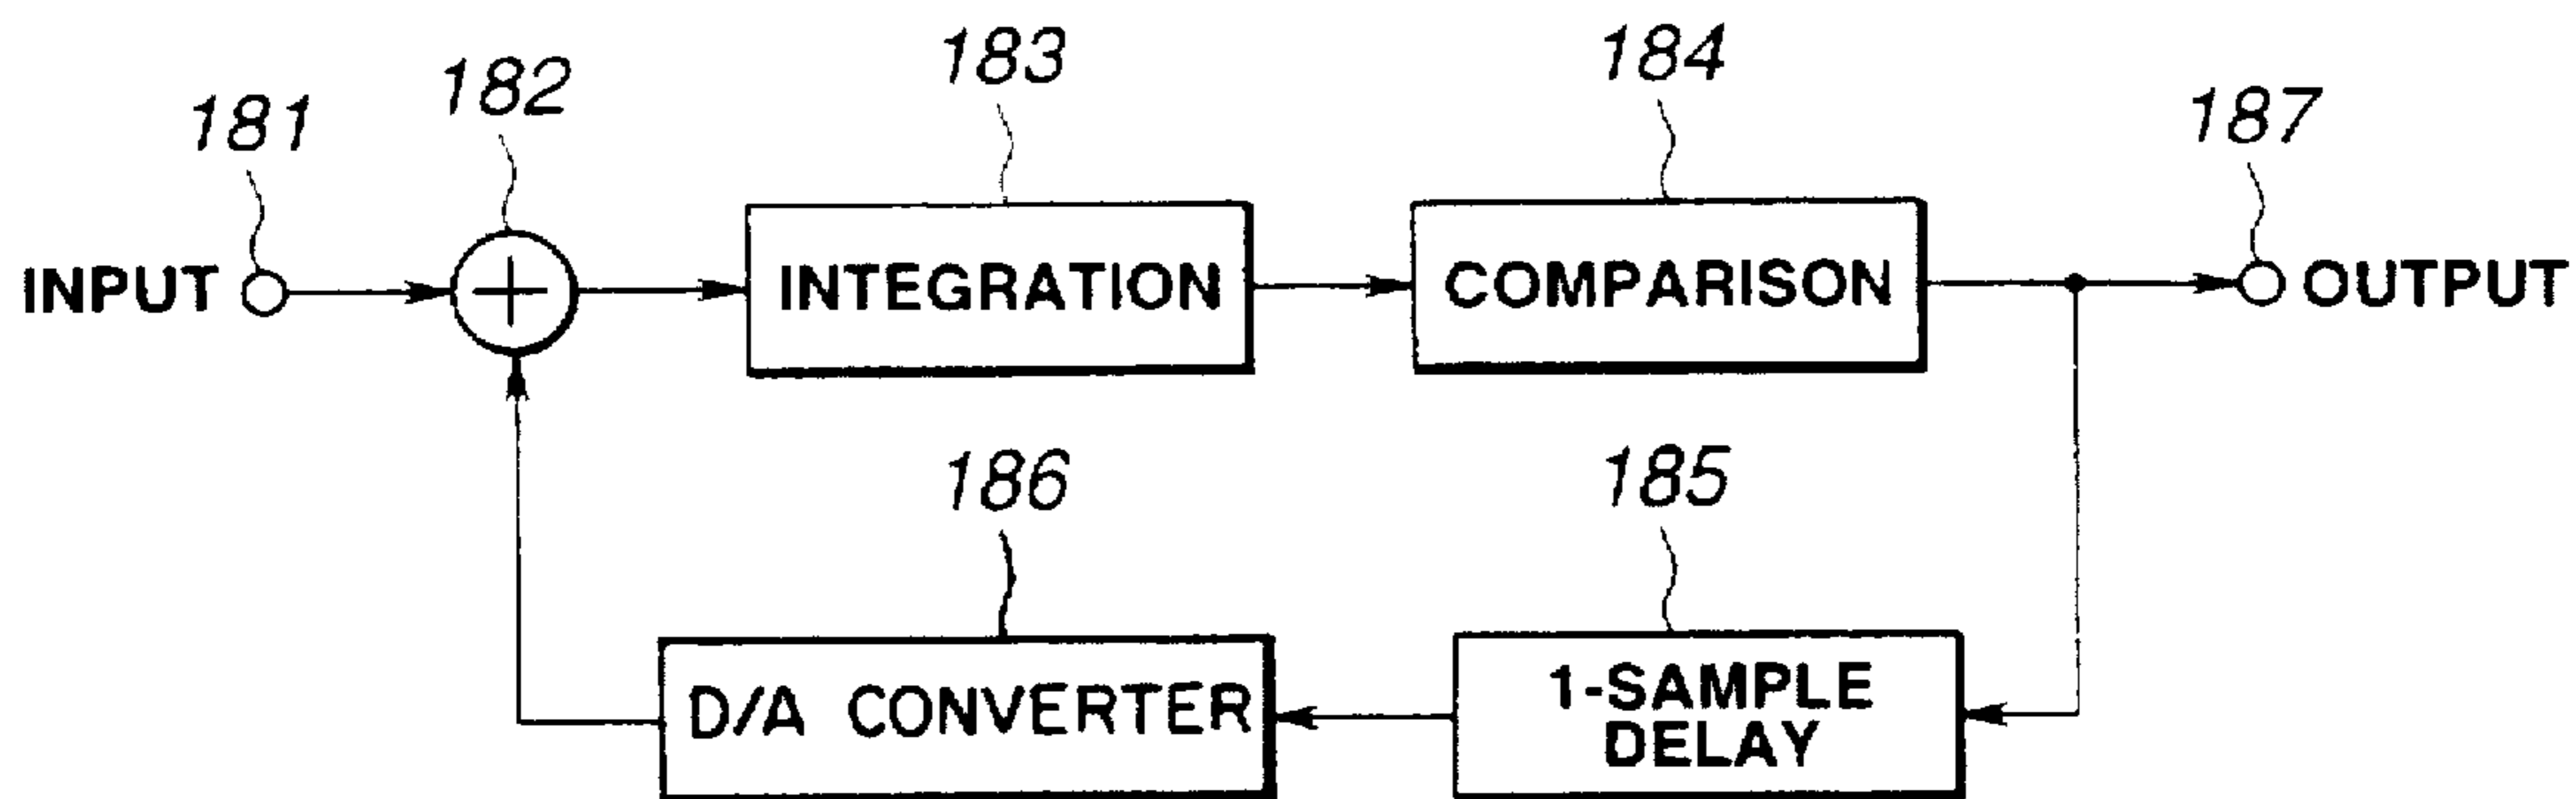 181
182
183
184
187
INPUT
+
INTEGRATION
COMPARISON
OUTPUT
186
185
D/A CONVERTER
1-SAMPLE
DELAY